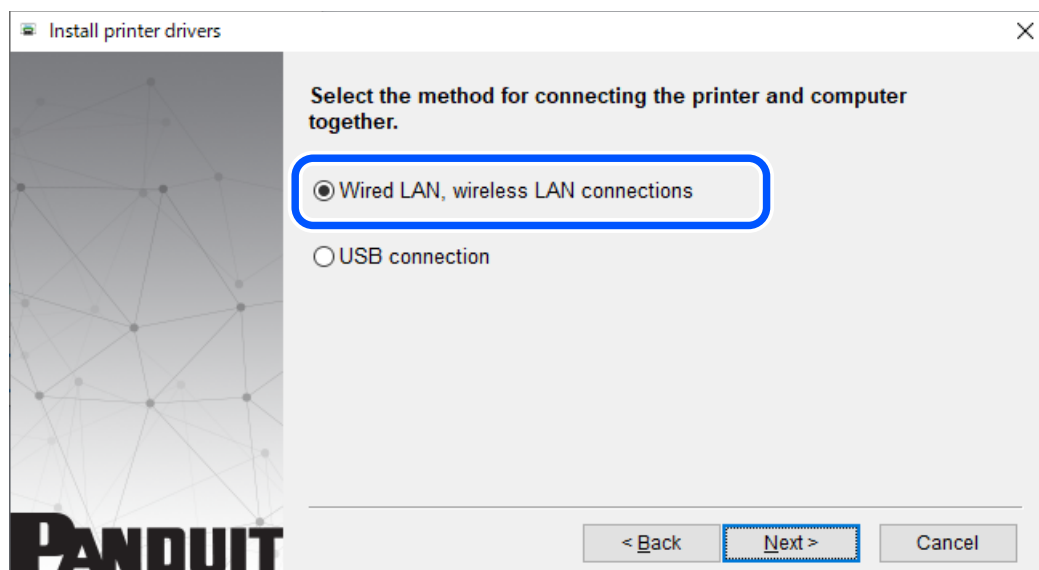 Install printer drivers
Select the method for connecting the printer and computer
together.
Wired LAN, wireless LAN connections
USB connection
PANDUIT
< Back
Next >
Cancel